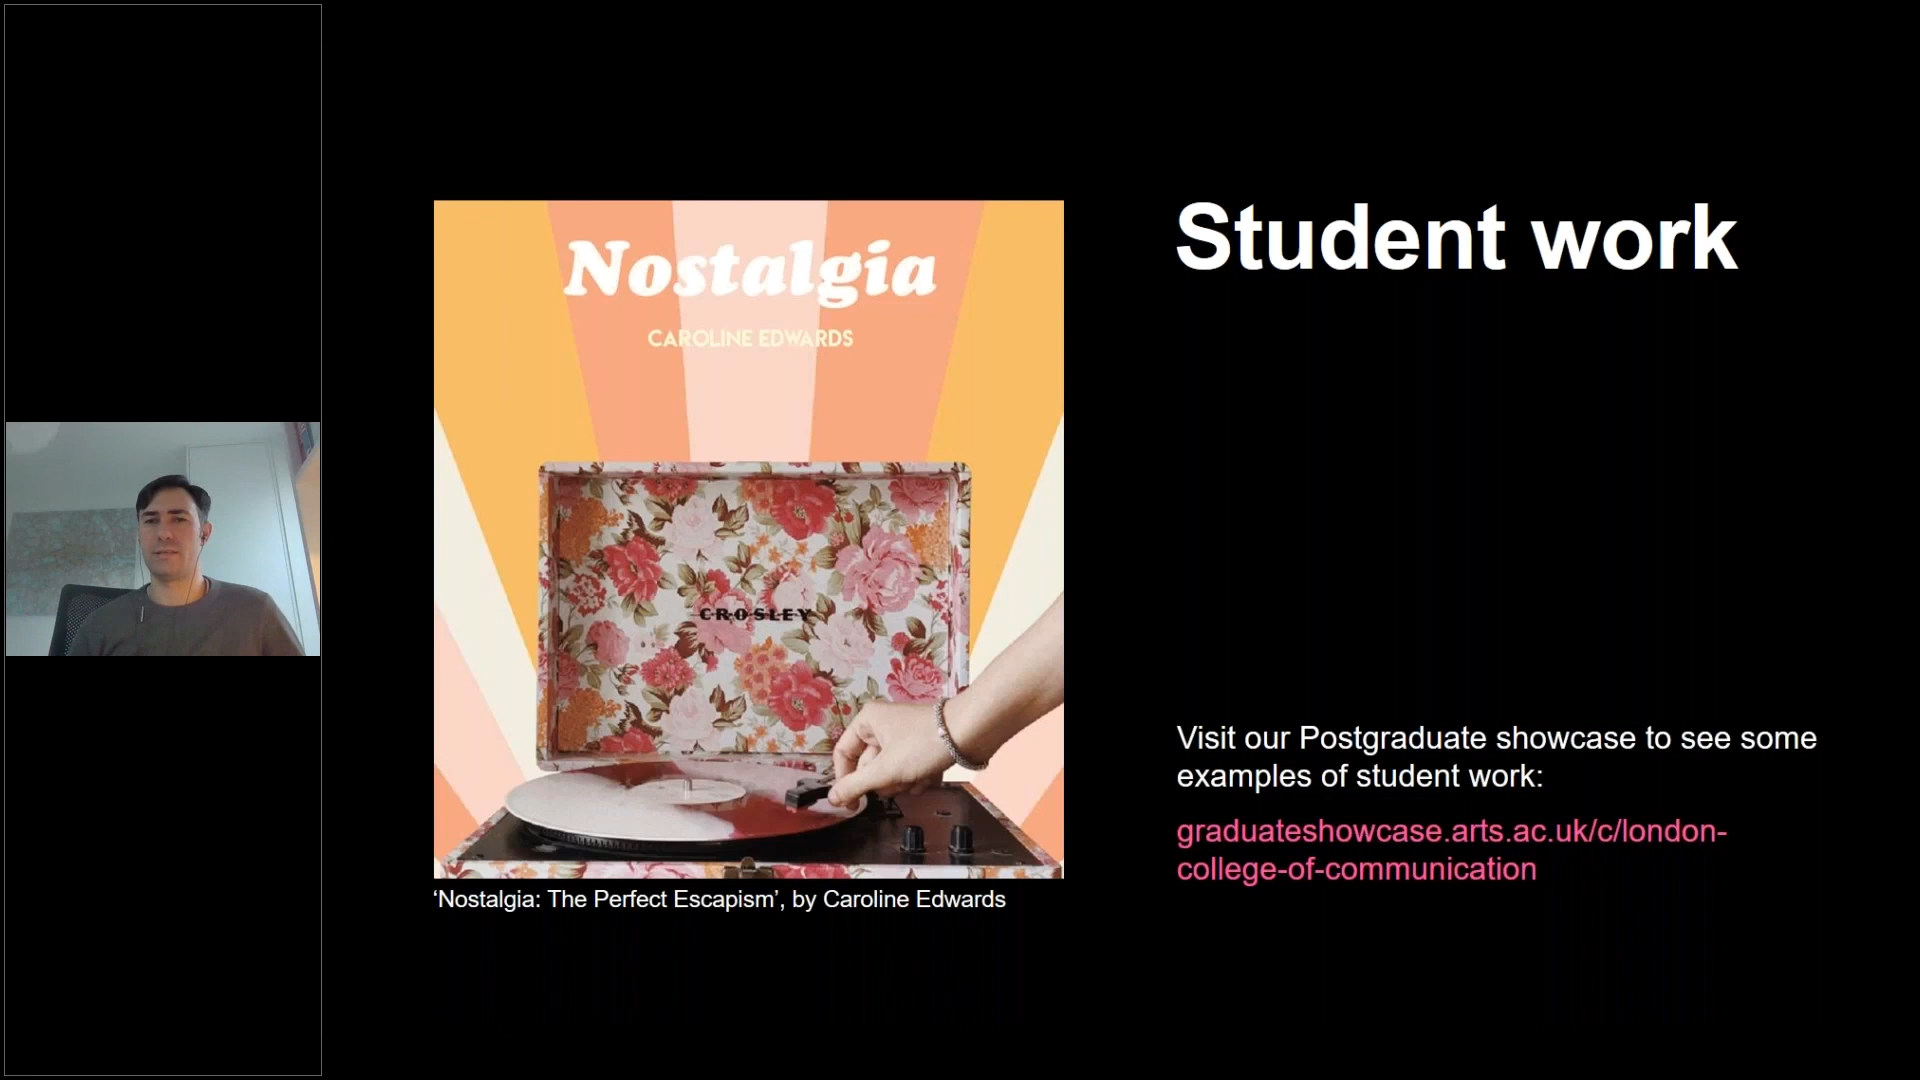 Nostalgia
CAROLINE EDWARDS
CROSLEY
‘Nostalgia: The Perfect Escapism’, by Caroline Edwards
Student work
Visit our Postgraduate showcase to see some
examples of student work:
graduateshowcase.arts.ac.uk/c/london-
college-of-communication